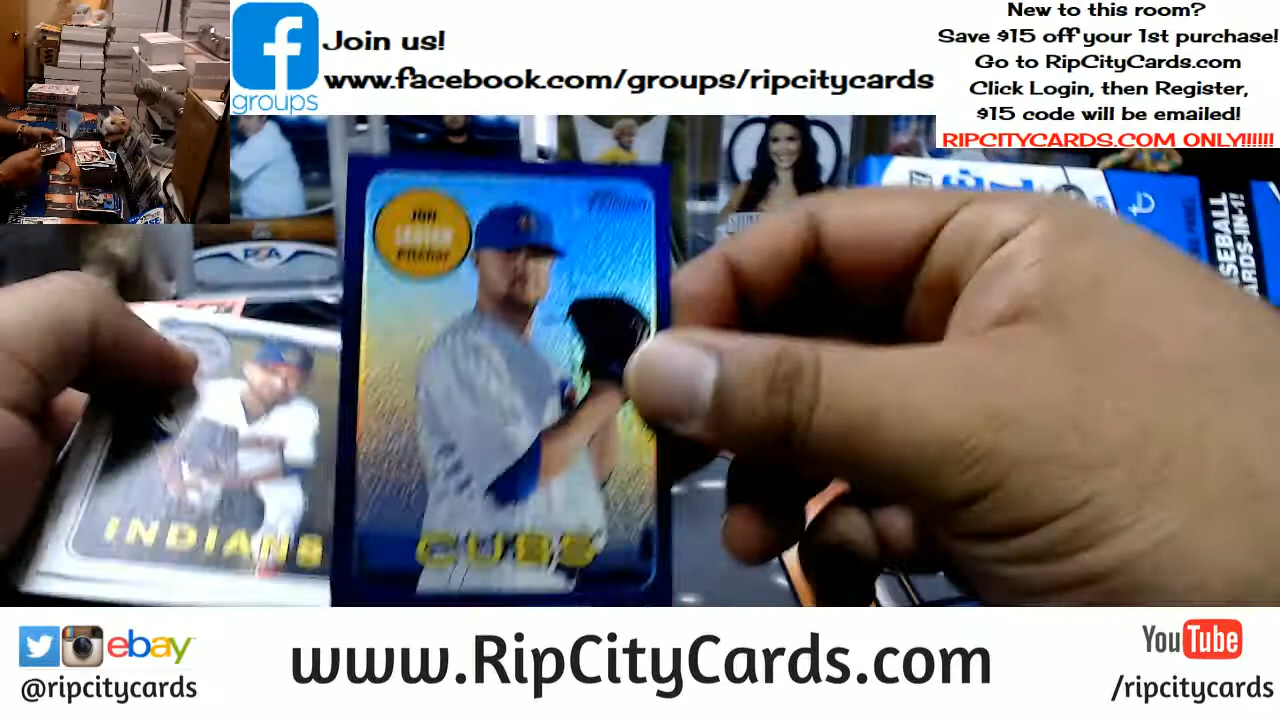 New to this room?
Save $15 off your 1st purchase!
Go to RipCityCards.com
Click Login, then Register,
$15 code will be emailed!
RIPCITYCARDS.COM ONLY!!!!!!
Join us!
www.facebook.com/groups/ripcitycards
groups
JON
LESTER
Pitcher
CUBS
INDIANS
PSA
ARDS-IN-1!
ebay
@ripcitycards
www.RipCityCards.com
YouTube
/ripcitycards